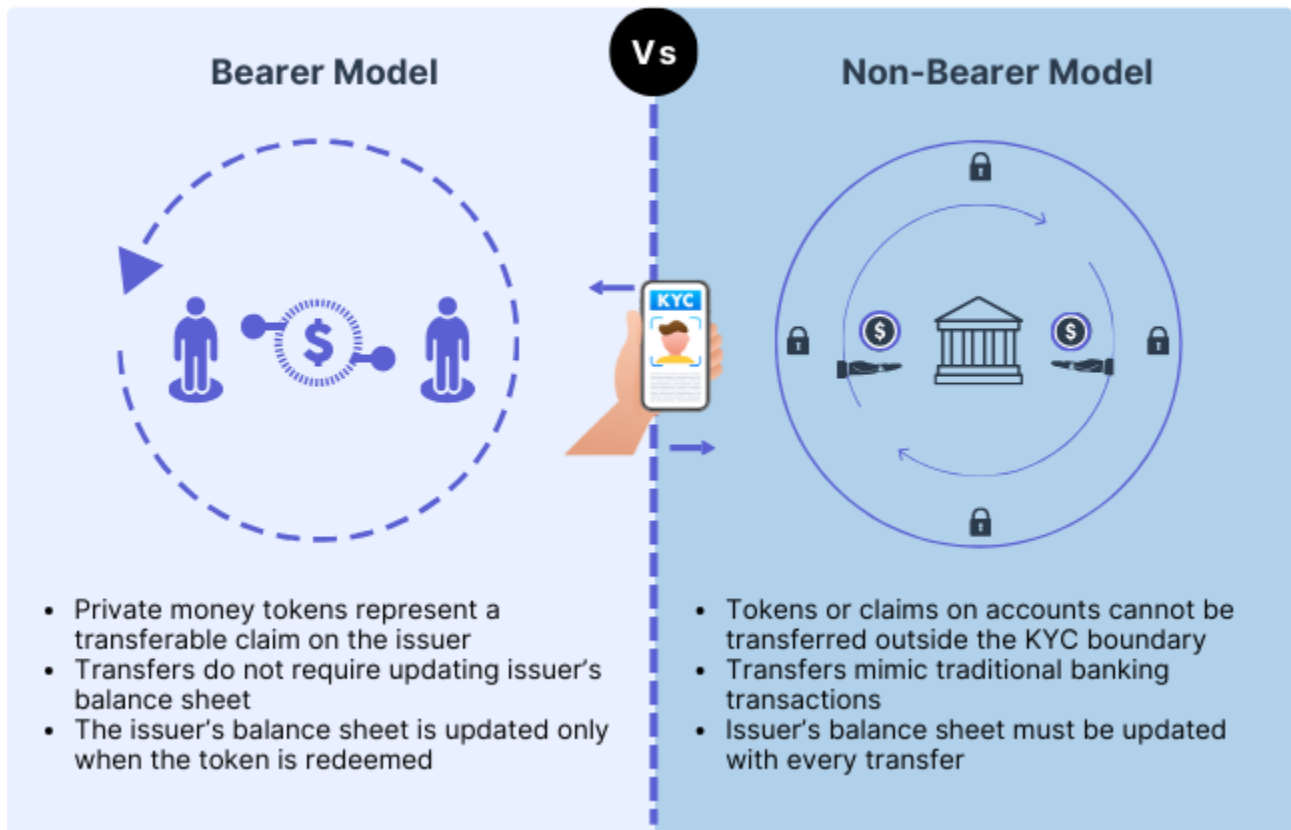 Vs
Bearer Model
Non-Bearer Model
KYC
$
$
$
• Private money tokens represent a
transferable claim on the issuer
• Transfers do not require updating issuer's
balance sheet
• The issuer's balance sheet is updated only
when the token is redeemed
• Tokens or claims on accounts cannot be
transferred outside the KYC boundary
• Transfers mimic traditional banking
transactions
• Issuer's balance sheet must be updated
with every transfer